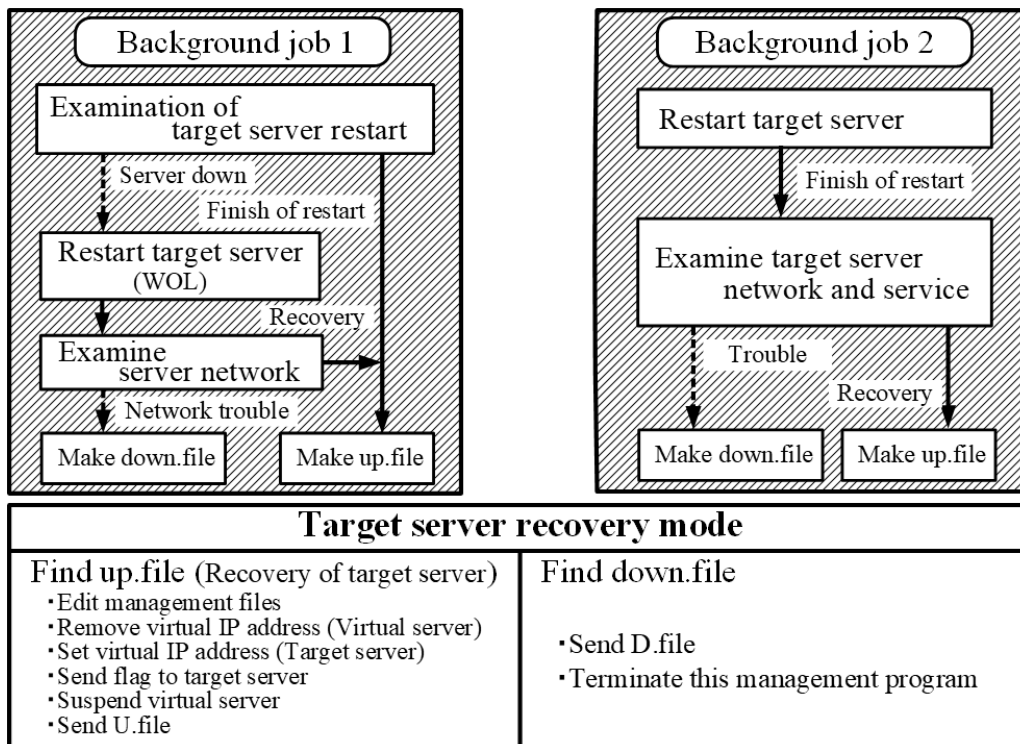 Background job 1
Examination of
target server restart
Server down
Finish of restart
Restart target server
(WOL)
Recovery
Examine
server network
Network trouble
Make down.file
Make up.file
Background job 2
Restart target server
Finish of restart
Examine target server
network and service
Trouble
Recovery
Make down.file
Make up.file
Target server recovery mode
Find up.file (Recovery of target server)
・Edit management files
・Remove virtual IP address (Virtual server)
・Set virtual IP address (Target server)
・Send flag to target server
・Suspend virtual server
・Send U.file
Find down.file
・Send D.file
・Terminate this management program